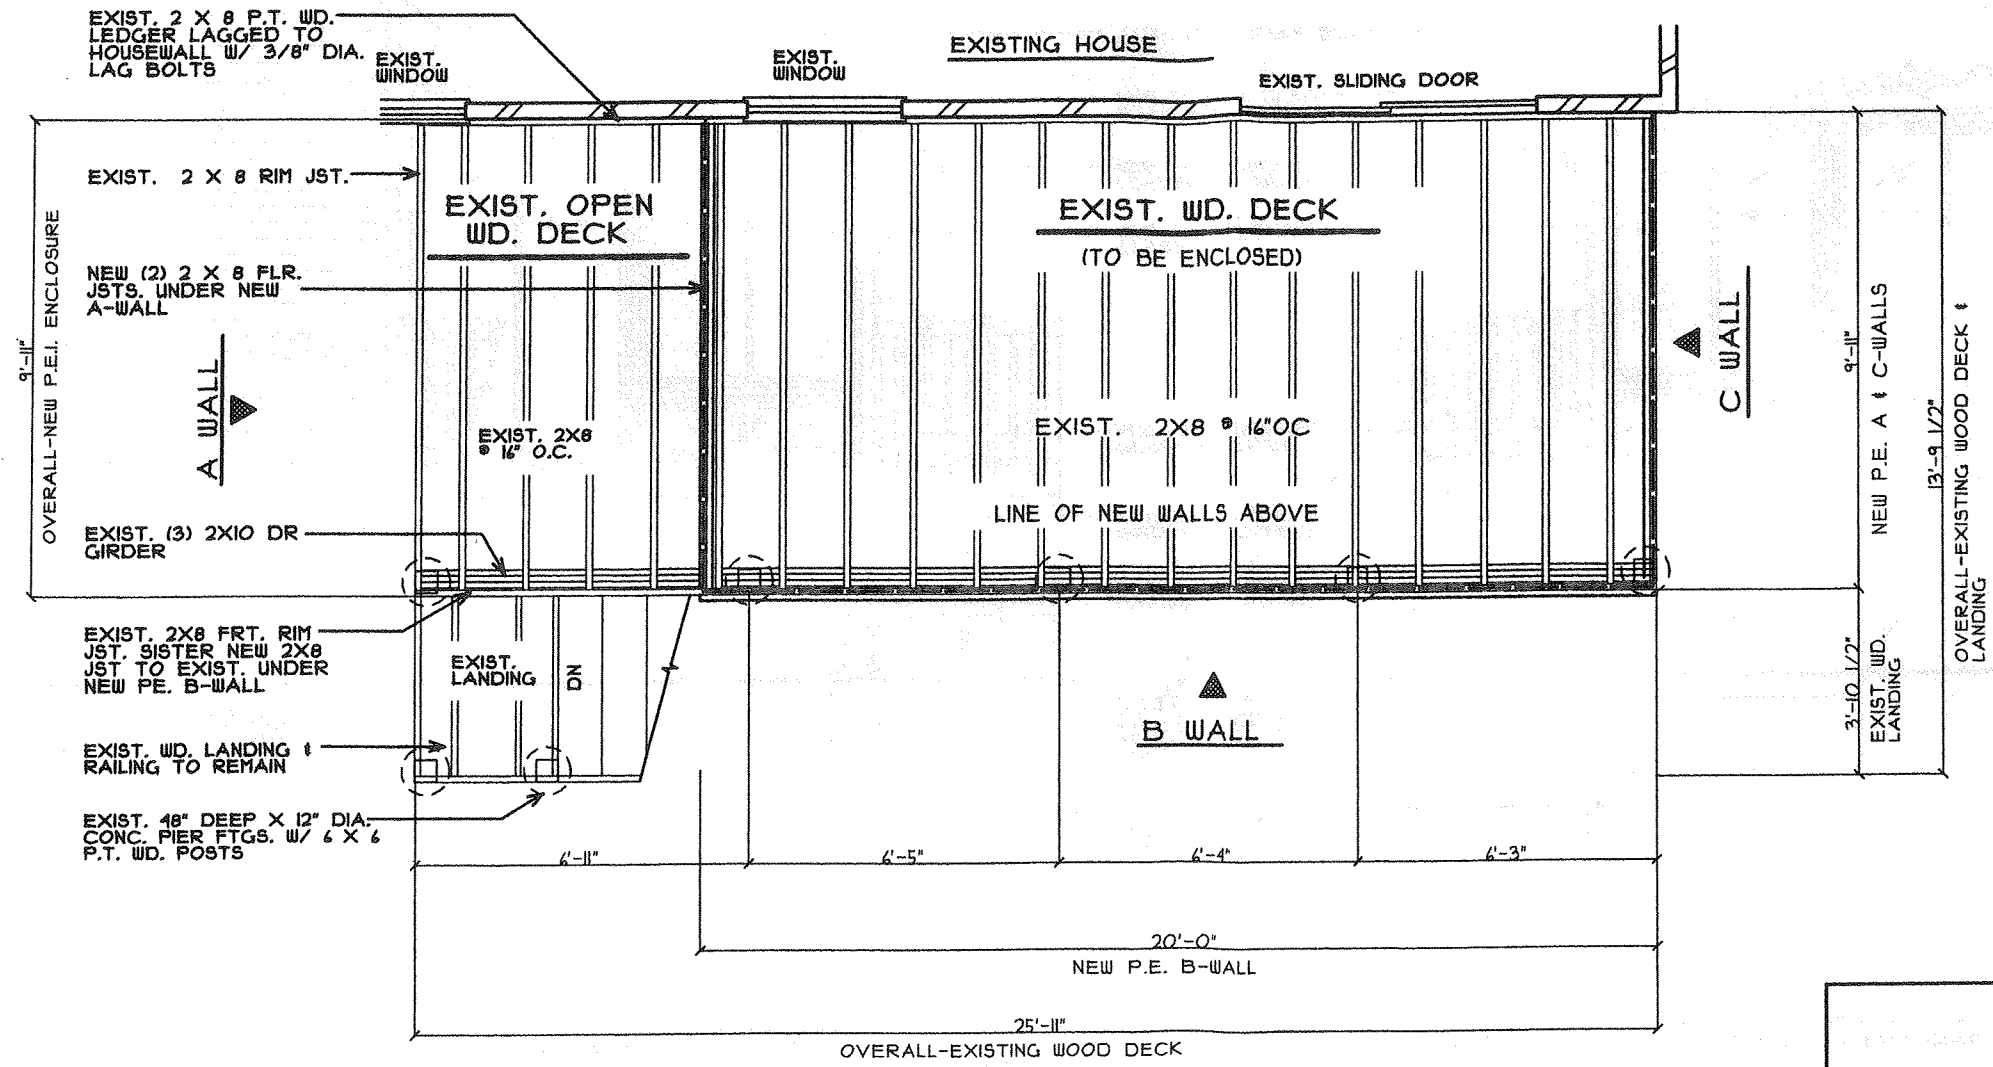 EXIST. 2 X 8 P.T. WD.
LEDGER LAGGED TO
HOUSEWALL W/ 3/8" DIA.
LAG BOLTS
EXIST.
WINDOW
EXIST.
WINDOW
EXISTING HOUSE
EXIST. SLIDING DOOR
EXIST. 2 X 8 RIM JST.
EXIST. OPEN
WD. DECK
EXIST. WD. DECK
(TO BE ENCLOSED)
NEW (2) 2 X 8 FLR.
JSTS. UNDER NEW
A-WALL
9'-11"
OVERALL-NEW P.E.I. ENCLOSURE
A WALL
EXIST. 2X8
@ 16" O.C.
EXIST. 2X8 @ 16"OC
LINE OF NEW WALLS ABOVE
C WALL
9'-11"
NEW P.E. A & C-WALLS
13'-9 1/2"
OVERALL-EXISTING WOOD DECK &
LANDING
EXIST. (3) 2X10 DR
GIRDER
EXIST. 2X8 FRT. RIM
JST. SISTER NEW 2X8
JST TO EXIST. UNDER
NEW PE. B-WALL
EXIST.
LANDING
DN
3'-10 1/2"
EXIST. WD.
LANDING
B WALL
EXIST. WD. LANDING &
RAILING TO REMAIN
EXIST. 48" DEEP X 12" DIA.
CONC. PIER FTGS. W/ 6 X 6
P.T. WD. POSTS
6'-11"
6'-5"
6'-4"
6'-3"
20'-0"
NEW P.E. B-WALL
25'-11"
OVERALL-EXISTING WOOD DECK